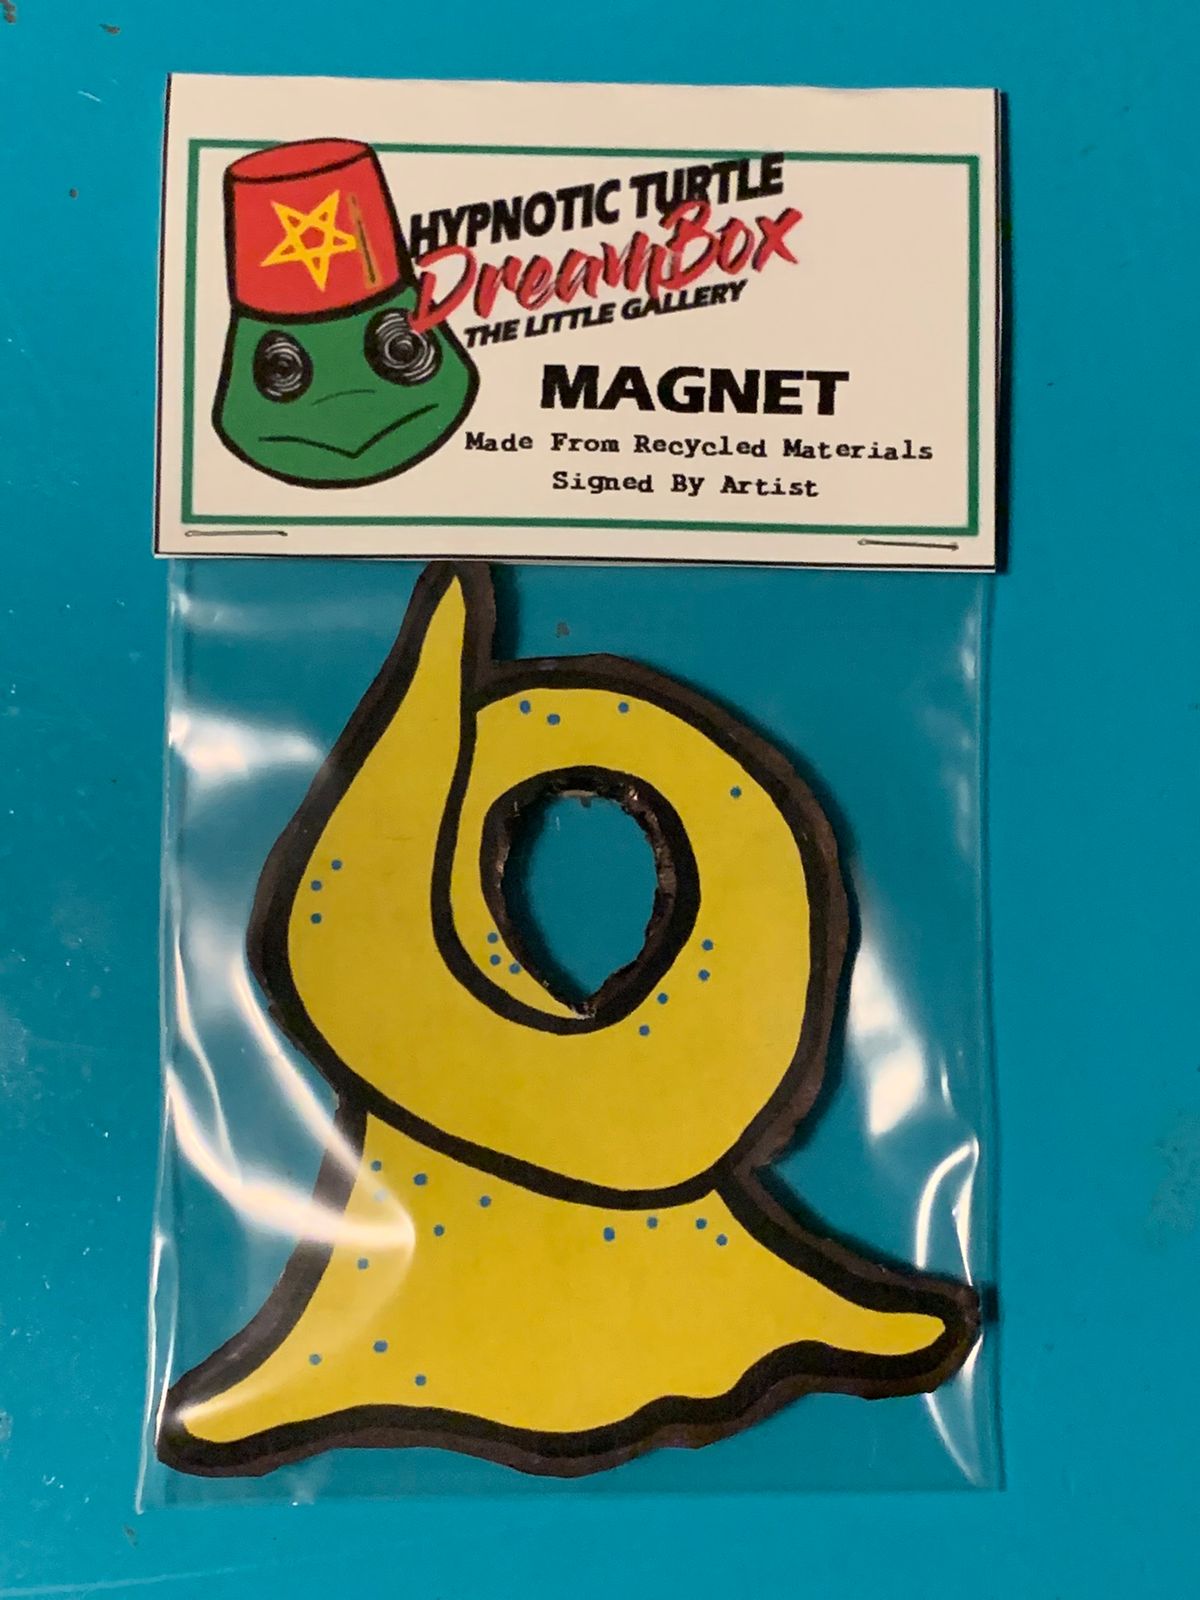 HYPNOTIC TURTLE
DreamBox
THE LITTLE GALLERY
MAGNET
Made From Recycled Materials
Signed By Artist